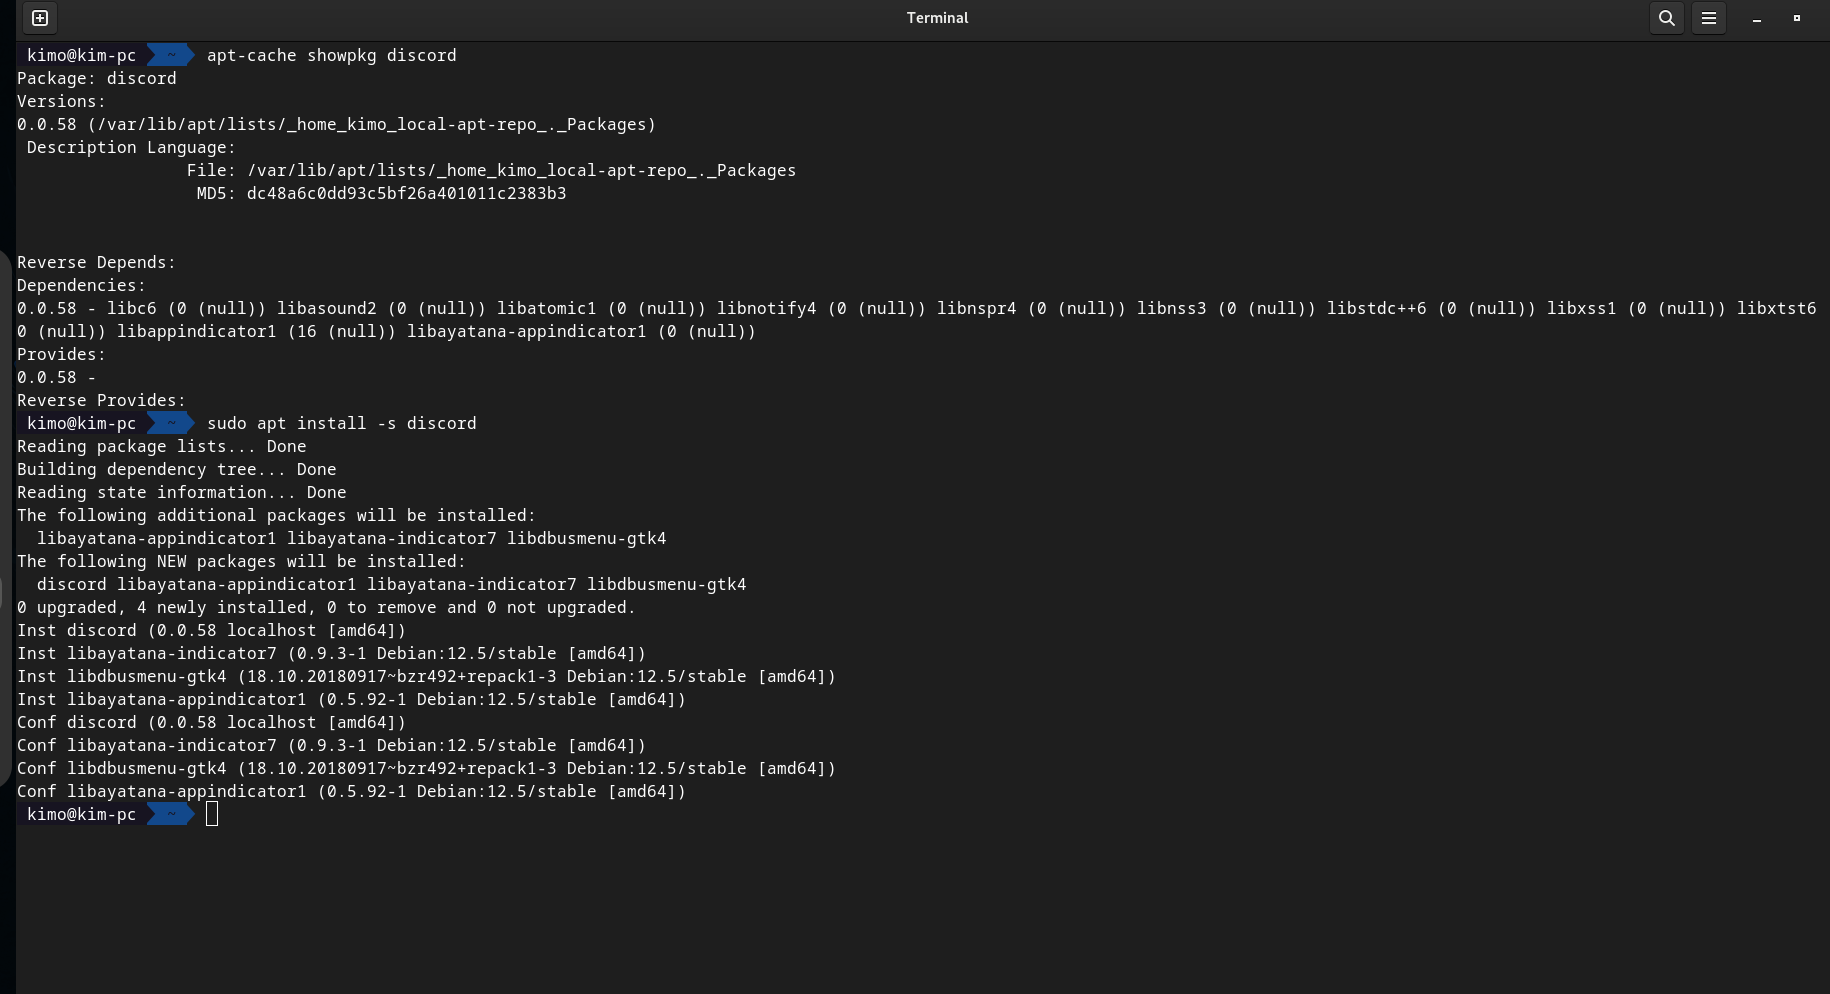 Terminal
kimo@kim-pc ~ apt-cache showpkg discord
Package: discord
Versions:
0.0.58 (/var/lib/apt/lists/_home_kimo_local-apt-repo_._Packages)
 Description Language:
                 File: /var/lib/apt/lists/_home_kimo_local-apt-repo_._Packages
                  MD5: dc48a6c0dd93c5bf26a401011c2383b3
Reverse Depends:
Dependencies:
0.0.58 - libc6 (0 (null)) libasound2 (0 (null)) libatomic1 (0 (null)) libnotify4 (0 (null)) libnspr4 (0 (null)) libnss3 (0 (null)) libstdc++6 (0 (null)) libxss1 (0 (null)) libxtst6
0 (null)) libappindicator1 (16 (null)) libayatana-appindicator1 (0 (null))
Provides:
0.0.58 -
Reverse Provides:
kimo@kim-pc ~ sudo apt install -s discord
Reading package lists... Done
Building dependency tree... Done
Reading state information... Done
The following additional packages will be installed:
  libayatana-appindicator1 libayatana-indicator7 libdbusmenu-gtk4
The following NEW packages will be installed:
  discord libayatana-appindicator1 libayatana-indicator7 libdbusmenu-gtk4
0 upgraded, 4 newly installed, 0 to remove and 0 not upgraded.
Inst discord (0.0.58 localhost [amd64])
Inst libayatana-indicator7 (0.9.3-1 Debian:12.5/stable [amd64])
Inst libdbusmenu-gtk4 (18.10.20180917~bzr492+repack1-3 Debian:12.5/stable [amd64])
Inst libayatana-appindicator1 (0.5.92-1 Debian:12.5/stable [amd64])
Conf discord (0.0.58 localhost [amd64])
Conf libayatana-indicator7 (0.9.3-1 Debian:12.5/stable [amd64])
Conf libdbusmenu-gtk4 (18.10.20180917~bzr492+repack1-3 Debian:12.5/stable [amd64])
Conf libayatana-appindicator1 (0.5.92-1 Debian:12.5/stable [amd64])
kimo@kim-pc ~